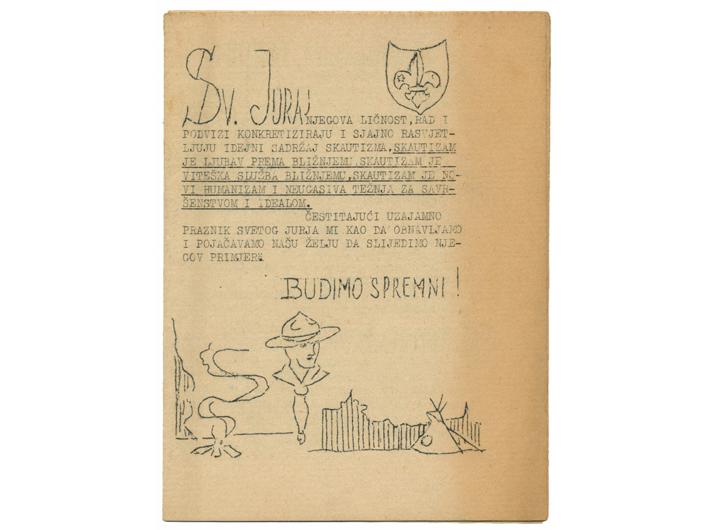 „SV. JURAJ
NJEGOVA LIČNOST,RAD I
PODVIZI KONKRETIZIRAJU I SJAJNO RASVJET-
LJUJU IDEJNI SADRŽAJ SKAUTIZMA.SKAUTIZAM
JE LJUBAV PREMA BLIŽNJEMU.SKAUTIZAM JE
VITEŠKA SLUŽBA BLIŽNJEMU,SKAUTIZAM JE NO-
VI HUMANIZAM I NEUGASIVA TEŽNJA ZA SAVR-
ŠENSTVOM I IDEALOM.
ČESTITAJUĆI UZAJAMNO
PRAZNIK SVETOG JURJA MI KAO DA OBNAVLJAMO
I POJAČAVAMO NAŠU ŽELJU DA SLIJEDIMO NJE-
GOV PRIMJER"
BUDIMO SPREMNI !